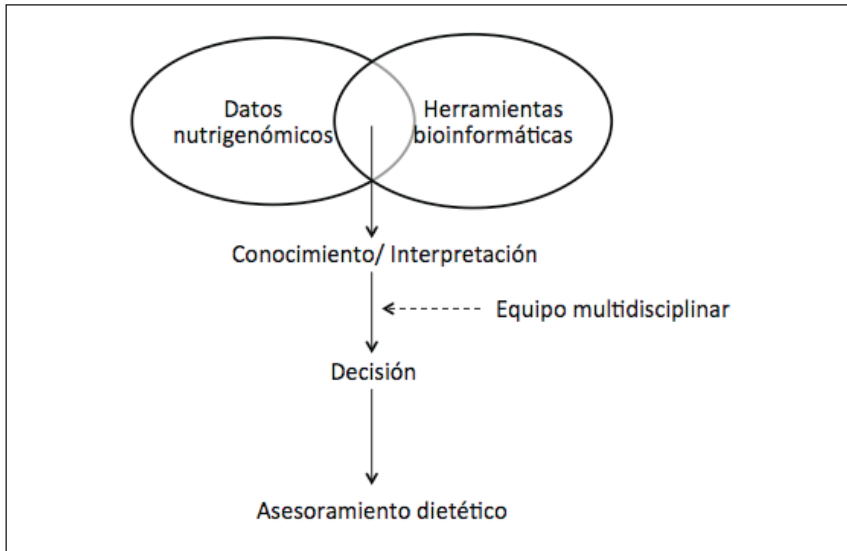 Datos
nutrigenómicos
Herramientas
bioinformáticas
Conocimiento/ Interpretación
Equipo multidisciplinar
Decisión
Asesoramiento dietético